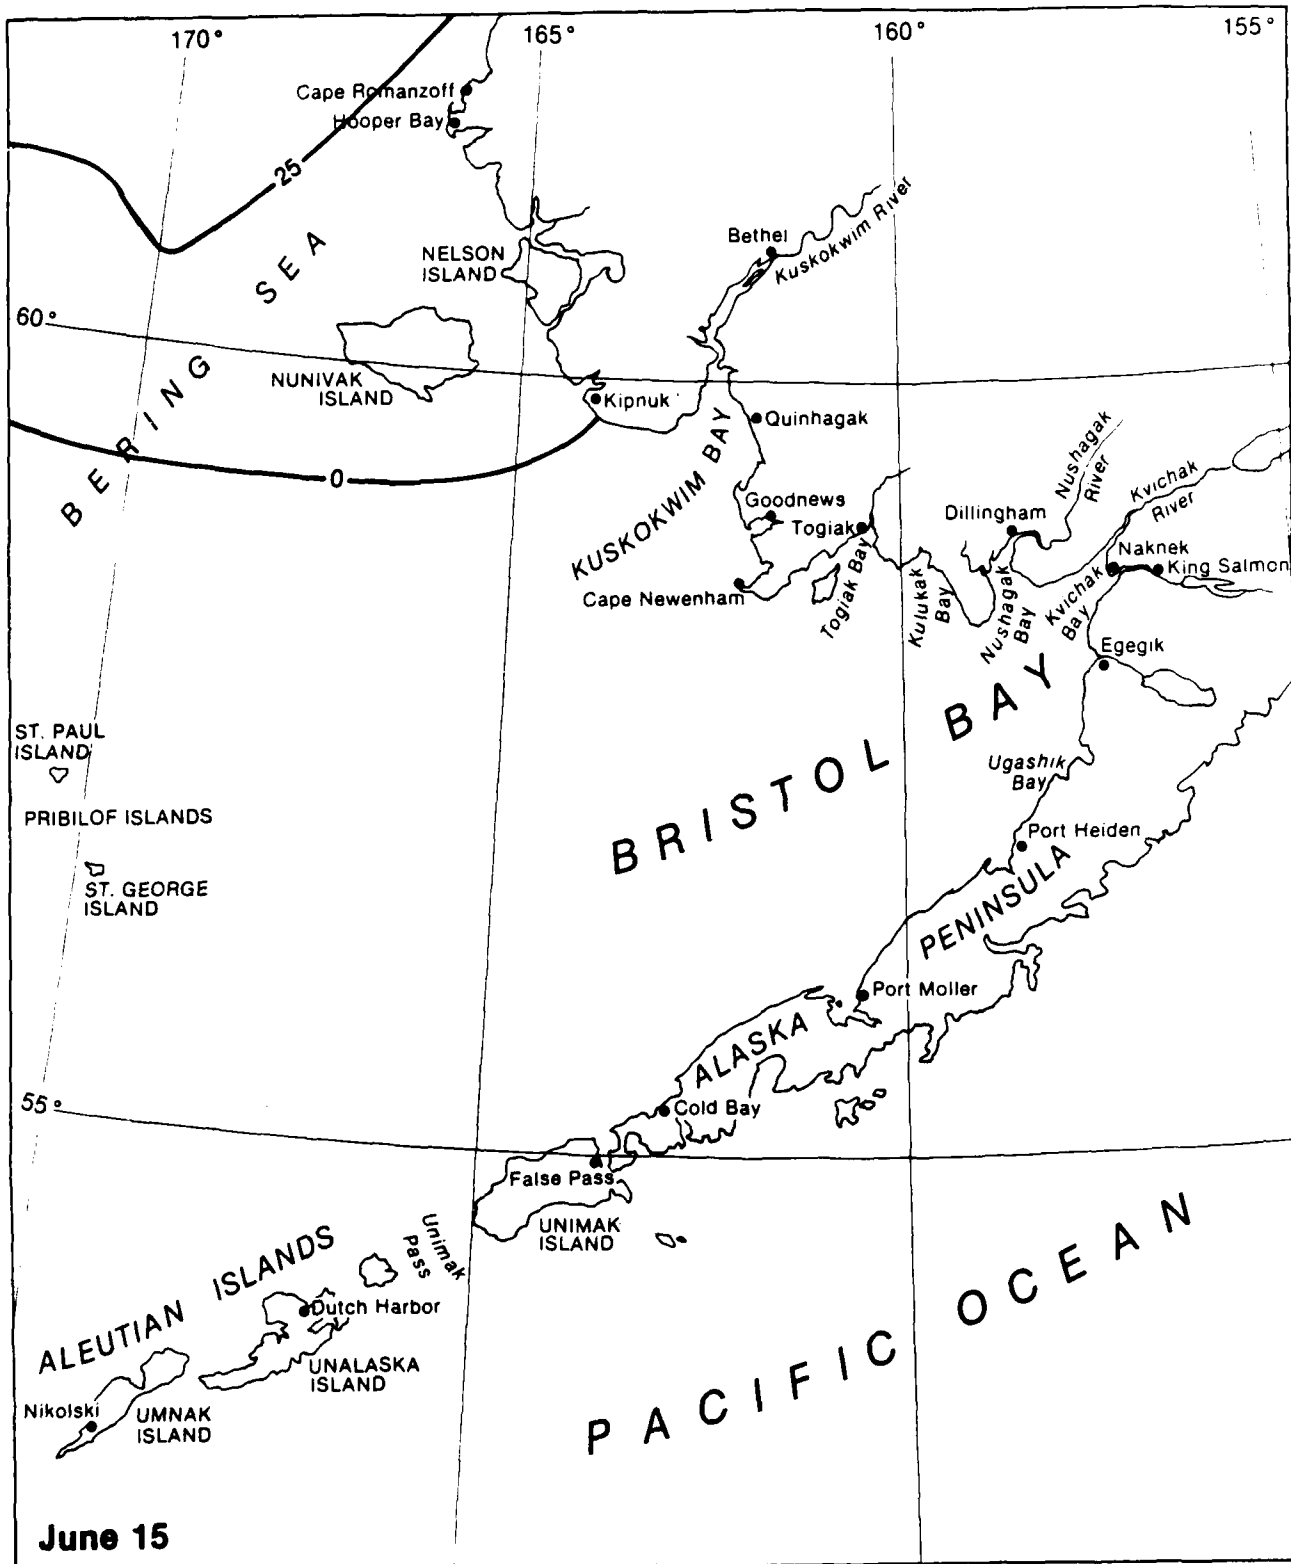 170°
165°
160°
155°
Cape Romanzoff
Hooper Bay
25
Bethel
Kuskokwim River
NELSON
ISLAND
BERING SEA
60°
NUNIVAK
ISLAND
Kipnuk
Quinhagak
0
KUSKOKWIM BAY
Goodnews
Togiak
Dillingham
Nushagak
River
Kvichak
River
Naknek
King Salmon
Cape Newenham
Togiak Bay
Kulukak
Bay
Nushagak
Bay
Kvichak
Bay
Egegik
BRISTOL BAY
ST. PAUL
ISLAND
PRIBILOF ISLANDS
ST. GEORGE
ISLAND
Ugashik
Bay
Port Heiden
ALASKA PENINSULA
Port Moller
55°
Cold Bay
False Pass
UNIMAK
ISLAND
Unimak
Pass
ALEUTIAN ISLANDS
Dutch Harbor
UNALASKA
ISLAND
Nikolski
UMNAK
ISLAND
PACIFIC OCEAN
June 15